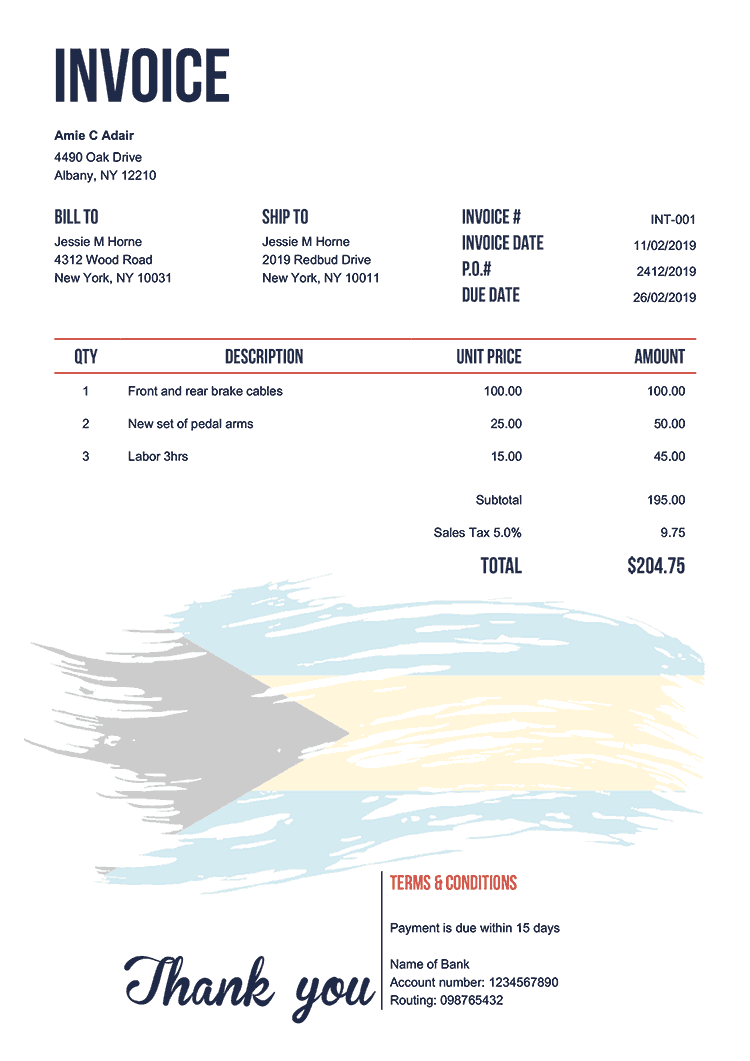 INVOICE
Amie C Adair
4490 Oak Drive
Albany, NY 12210
BILL TO
Jessie M Horne
4312 Wood Road
New York, NY 10031
SHIP TO
Jessie M Horne
2019 Redbud Drive
New York, NY 10011
INVOICE # INT-001
INVOICE DATE 11/02/2019
P.O.# 2412/2019
DUE DATE 26/02/2019
QTY DESCRIPTION UNIT PRICE AMOUNT
1 Front and rear brake cables 100.00 100.00
2 New set of pedal arms 25.00 50.00
3 Labor 3hrs 15.00 45.00
Subtotal 195.00
Sales Tax 5.0% 9.75
TOTAL $204.75
Thank you
TERMS & CONDITIONS
Payment is due within 15 days
Name of Bank
Account number: 1234567890
Routing: 098765432